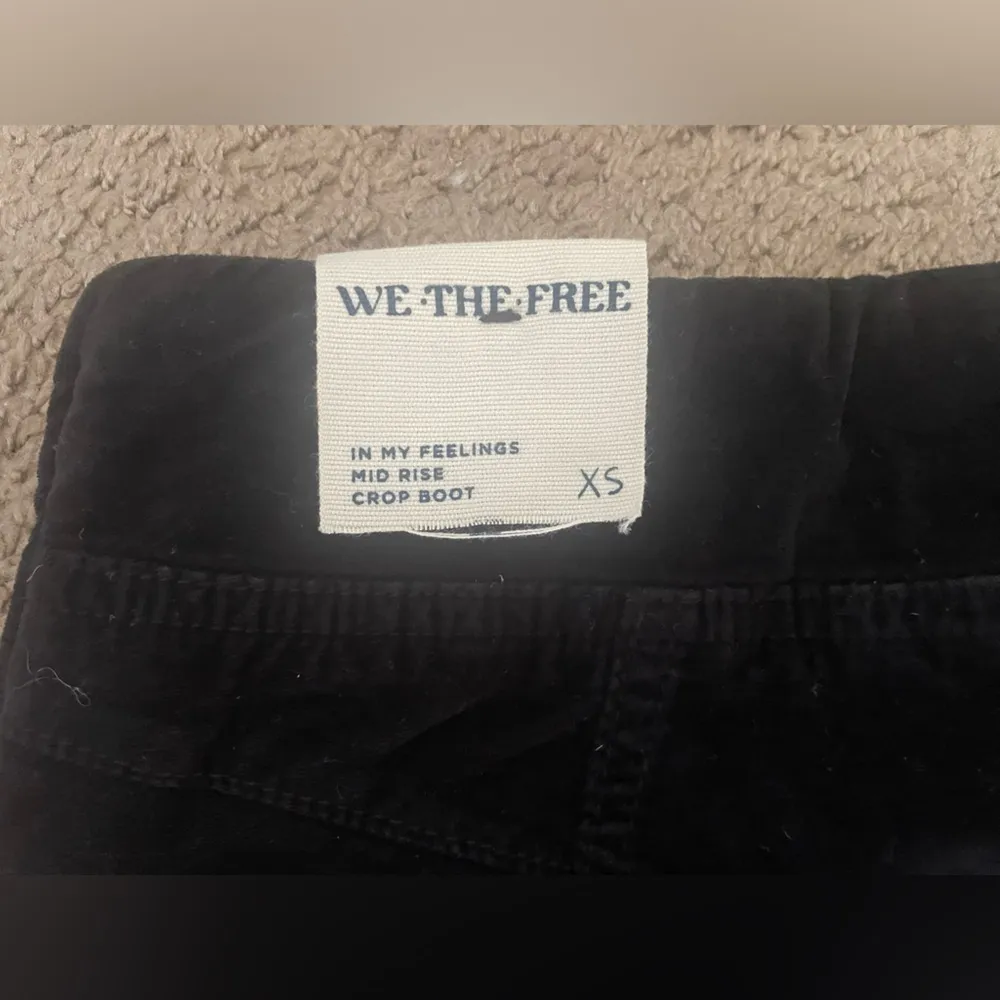 WE·THE·FREE
IN MY FEELINGS
MID RISE
CROP BOOT
XS